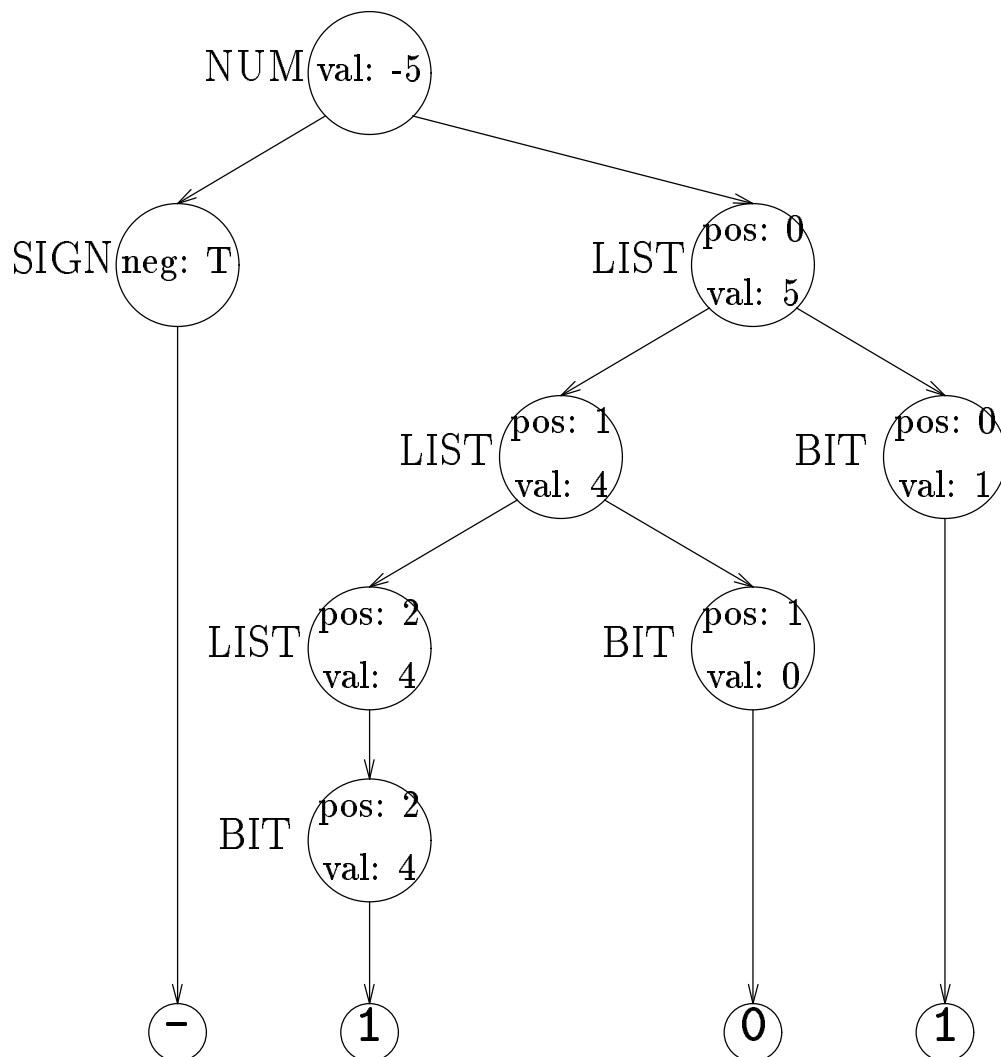 NUM val: -5
SIGN neg: T
LIST pos: 0
val: 5
LIST pos: 1
val: 4
BIT pos: 0
val: 1
LIST pos: 2
val: 4
BIT pos: 1
val: 0
BIT pos: 2
val: 4
- 1 0 1